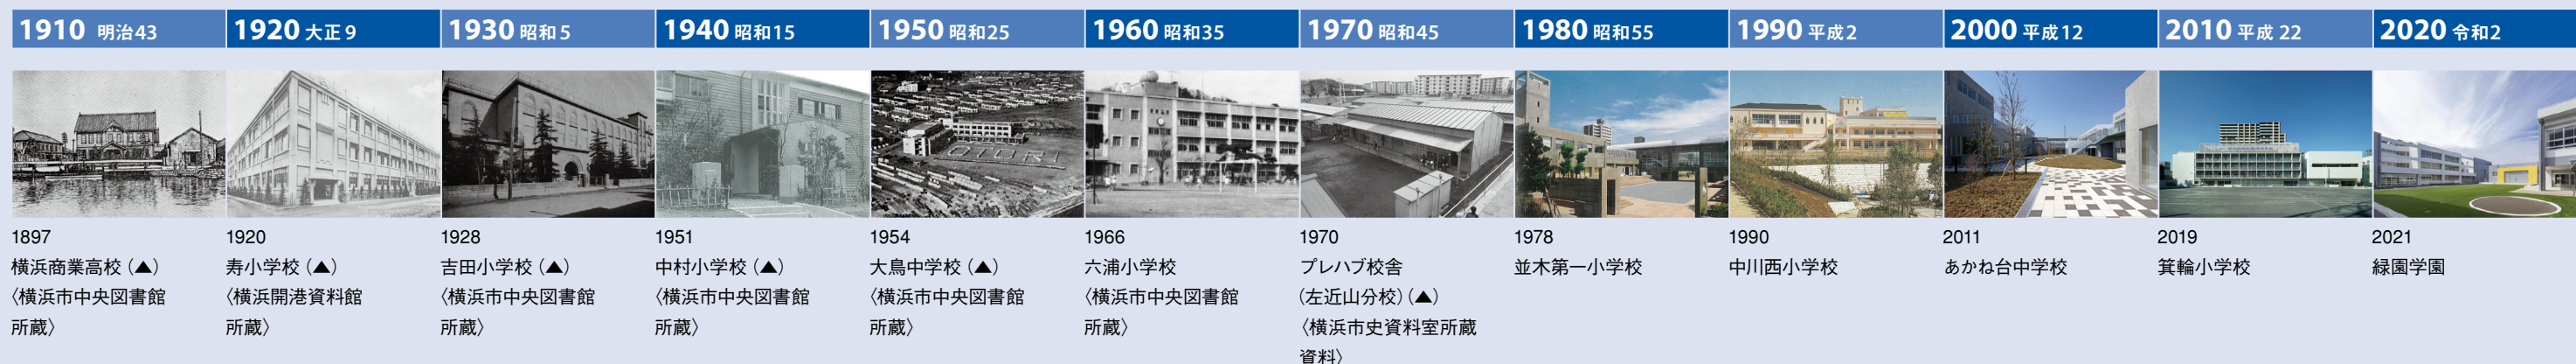 1910 明治43
1920 大正9
1930 昭和5
1940 昭和15
1950 昭和25
1960 昭和35
1970 昭和45
1980 昭和55
1990 平成2
2000 平成12
2010 平成 22
2020 令和2
1897
横浜商業高校（▲）
〈横浜市中央図書館
所蔵〉
1920
寿小学校（▲）
〈横浜開港資料館
所蔵〉
1928
吉田小学校（▲）
〈横浜市中央図書館
所蔵〉
1951
中村小学校（▲）
〈横浜市中央図書館
所蔵〉
1954
大鳥中学校（▲）
〈横浜市中央図書館
所蔵〉
1966
六浦小学校
〈横浜市中央図書館
所蔵〉
1970
プレハブ校舎
（左近山分校）（▲）
〈横浜市史資料室所蔵
資料〉
1978
並木第一小学校
1990
中川西小学校
2011
あかね台中学校
2019
箕輪小学校
2021
緑園学園